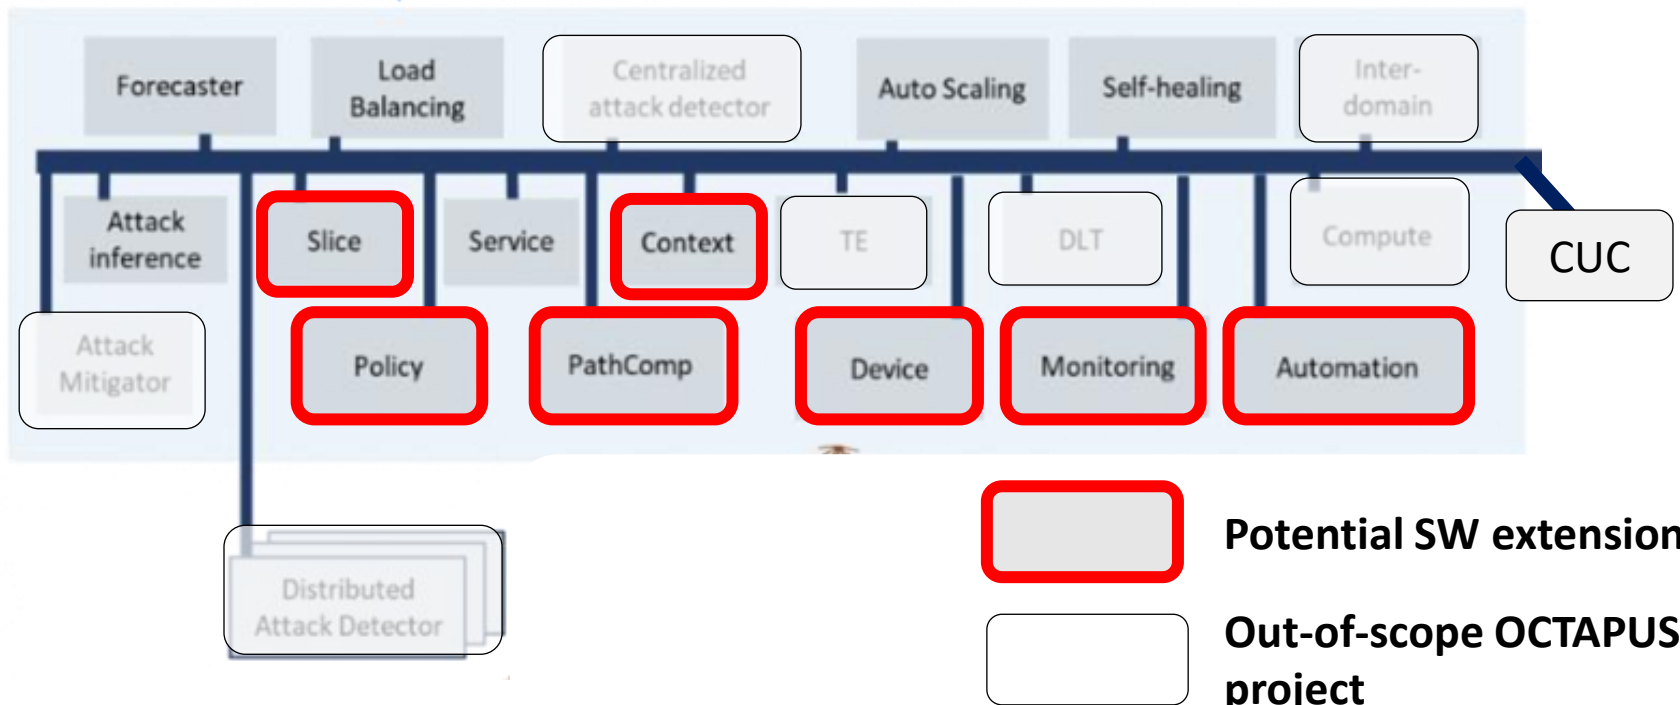 Forecaster
Load
Balancing
Centralized
attack detector
Auto Scaling
Self-healing
Inter-
domain
Attack
inference
Slice
Service
Context
TE
DLT
Compute
CUC
Attack
Mitigator
Policy
PathComp
Device
Monitoring
Automation
Distributed
Attack Detector
Potential SW extension
Out-of-scope OCTAPUS
project